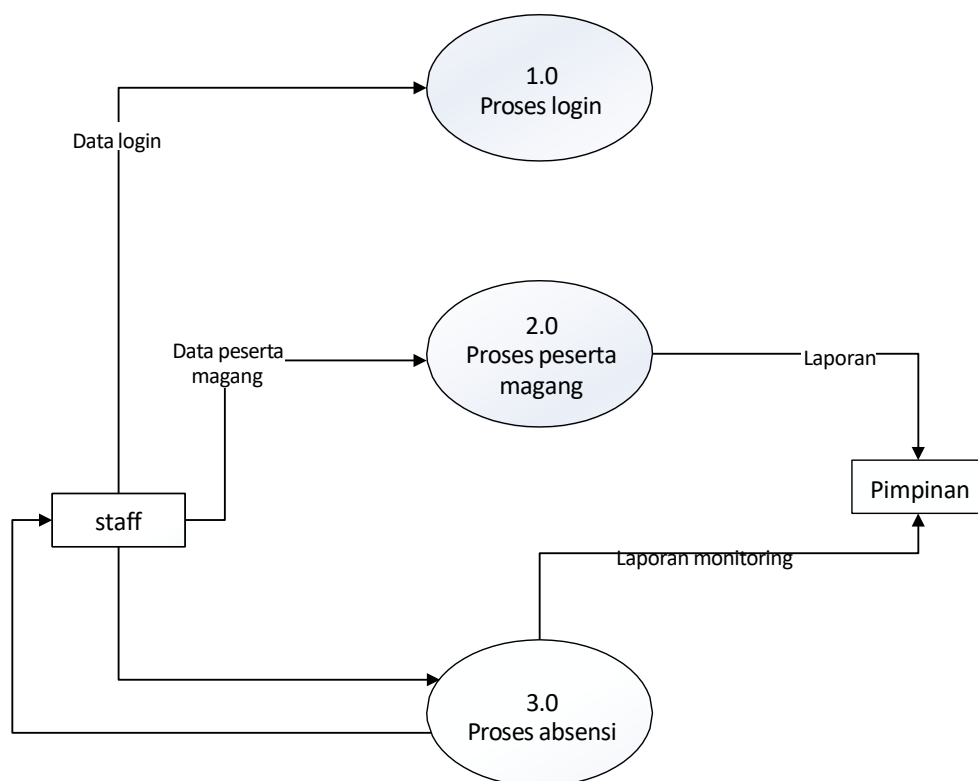 1.0
Proses login
Data login
2.0
Proses peserta
magang
Data peserta
magang
Laporan
Pimpinan
staff
Laporan monitoring
3.0
Proses absensi